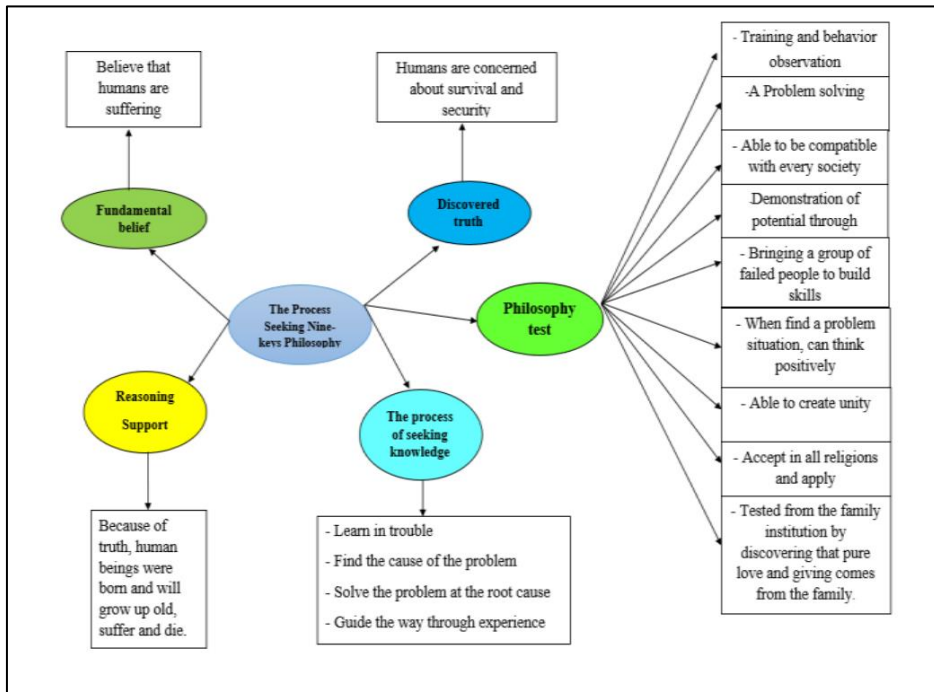 Believe that
humans are
suffering
Humans are concerned
about survival and
security
Fundamental
belief
Discovered
truth
The Process
Seeking Nine-
keys Philosophy
Philosophy
test
Reasoning
Support
The process
of seeking
knowledge
Because of
truth, human
beings were
born and will
grow up old,
suffer and die.
- Learn in trouble
- Find the cause of the problem
- Solve the problem at the root cause
- Guide the way through experience
- Training and behavior
observation
-A Problem solving
- Able to be compatible
with every society
-Demonstration of
potential through
- Bringing a group of
failed people to build
skills
- When find a problem
situation, can think
positively
- Able to create unity
- Accept in all religions
and apply
- Tested from the family
institution by
discovering that pure
love and giving comes
from the family.